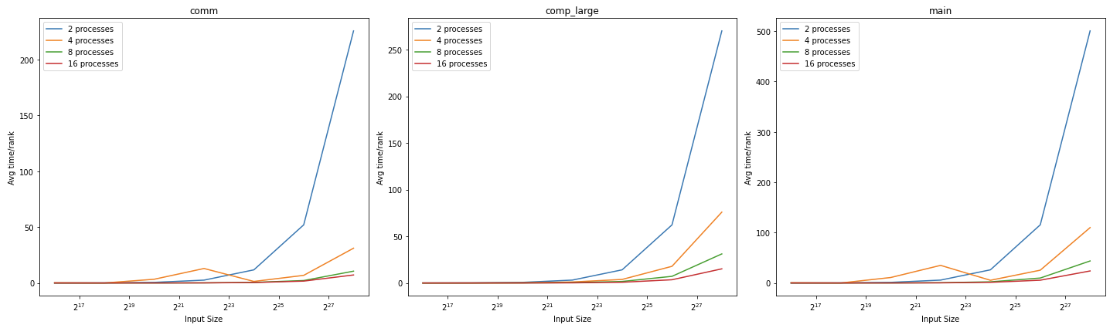 comm
2 processes
4 processes
8 processes
16 processes
Avg time/rank
200
150
100
50
0
2^17
2^19
2^21
2^23
2^25
2^27
Input Size
comp_large
2 processes
4 processes
8 processes
16 processes
Avg time/rank
250
200
150
100
50
0
2^17
2^19
2^21
2^23
2^25
2^27
Input Size
main
2 processes
4 processes
8 processes
16 processes
Avg time/rank
500
400
300
200
100
0
2^17
2^19
2^21
2^23
2^25
2^27
Input Size